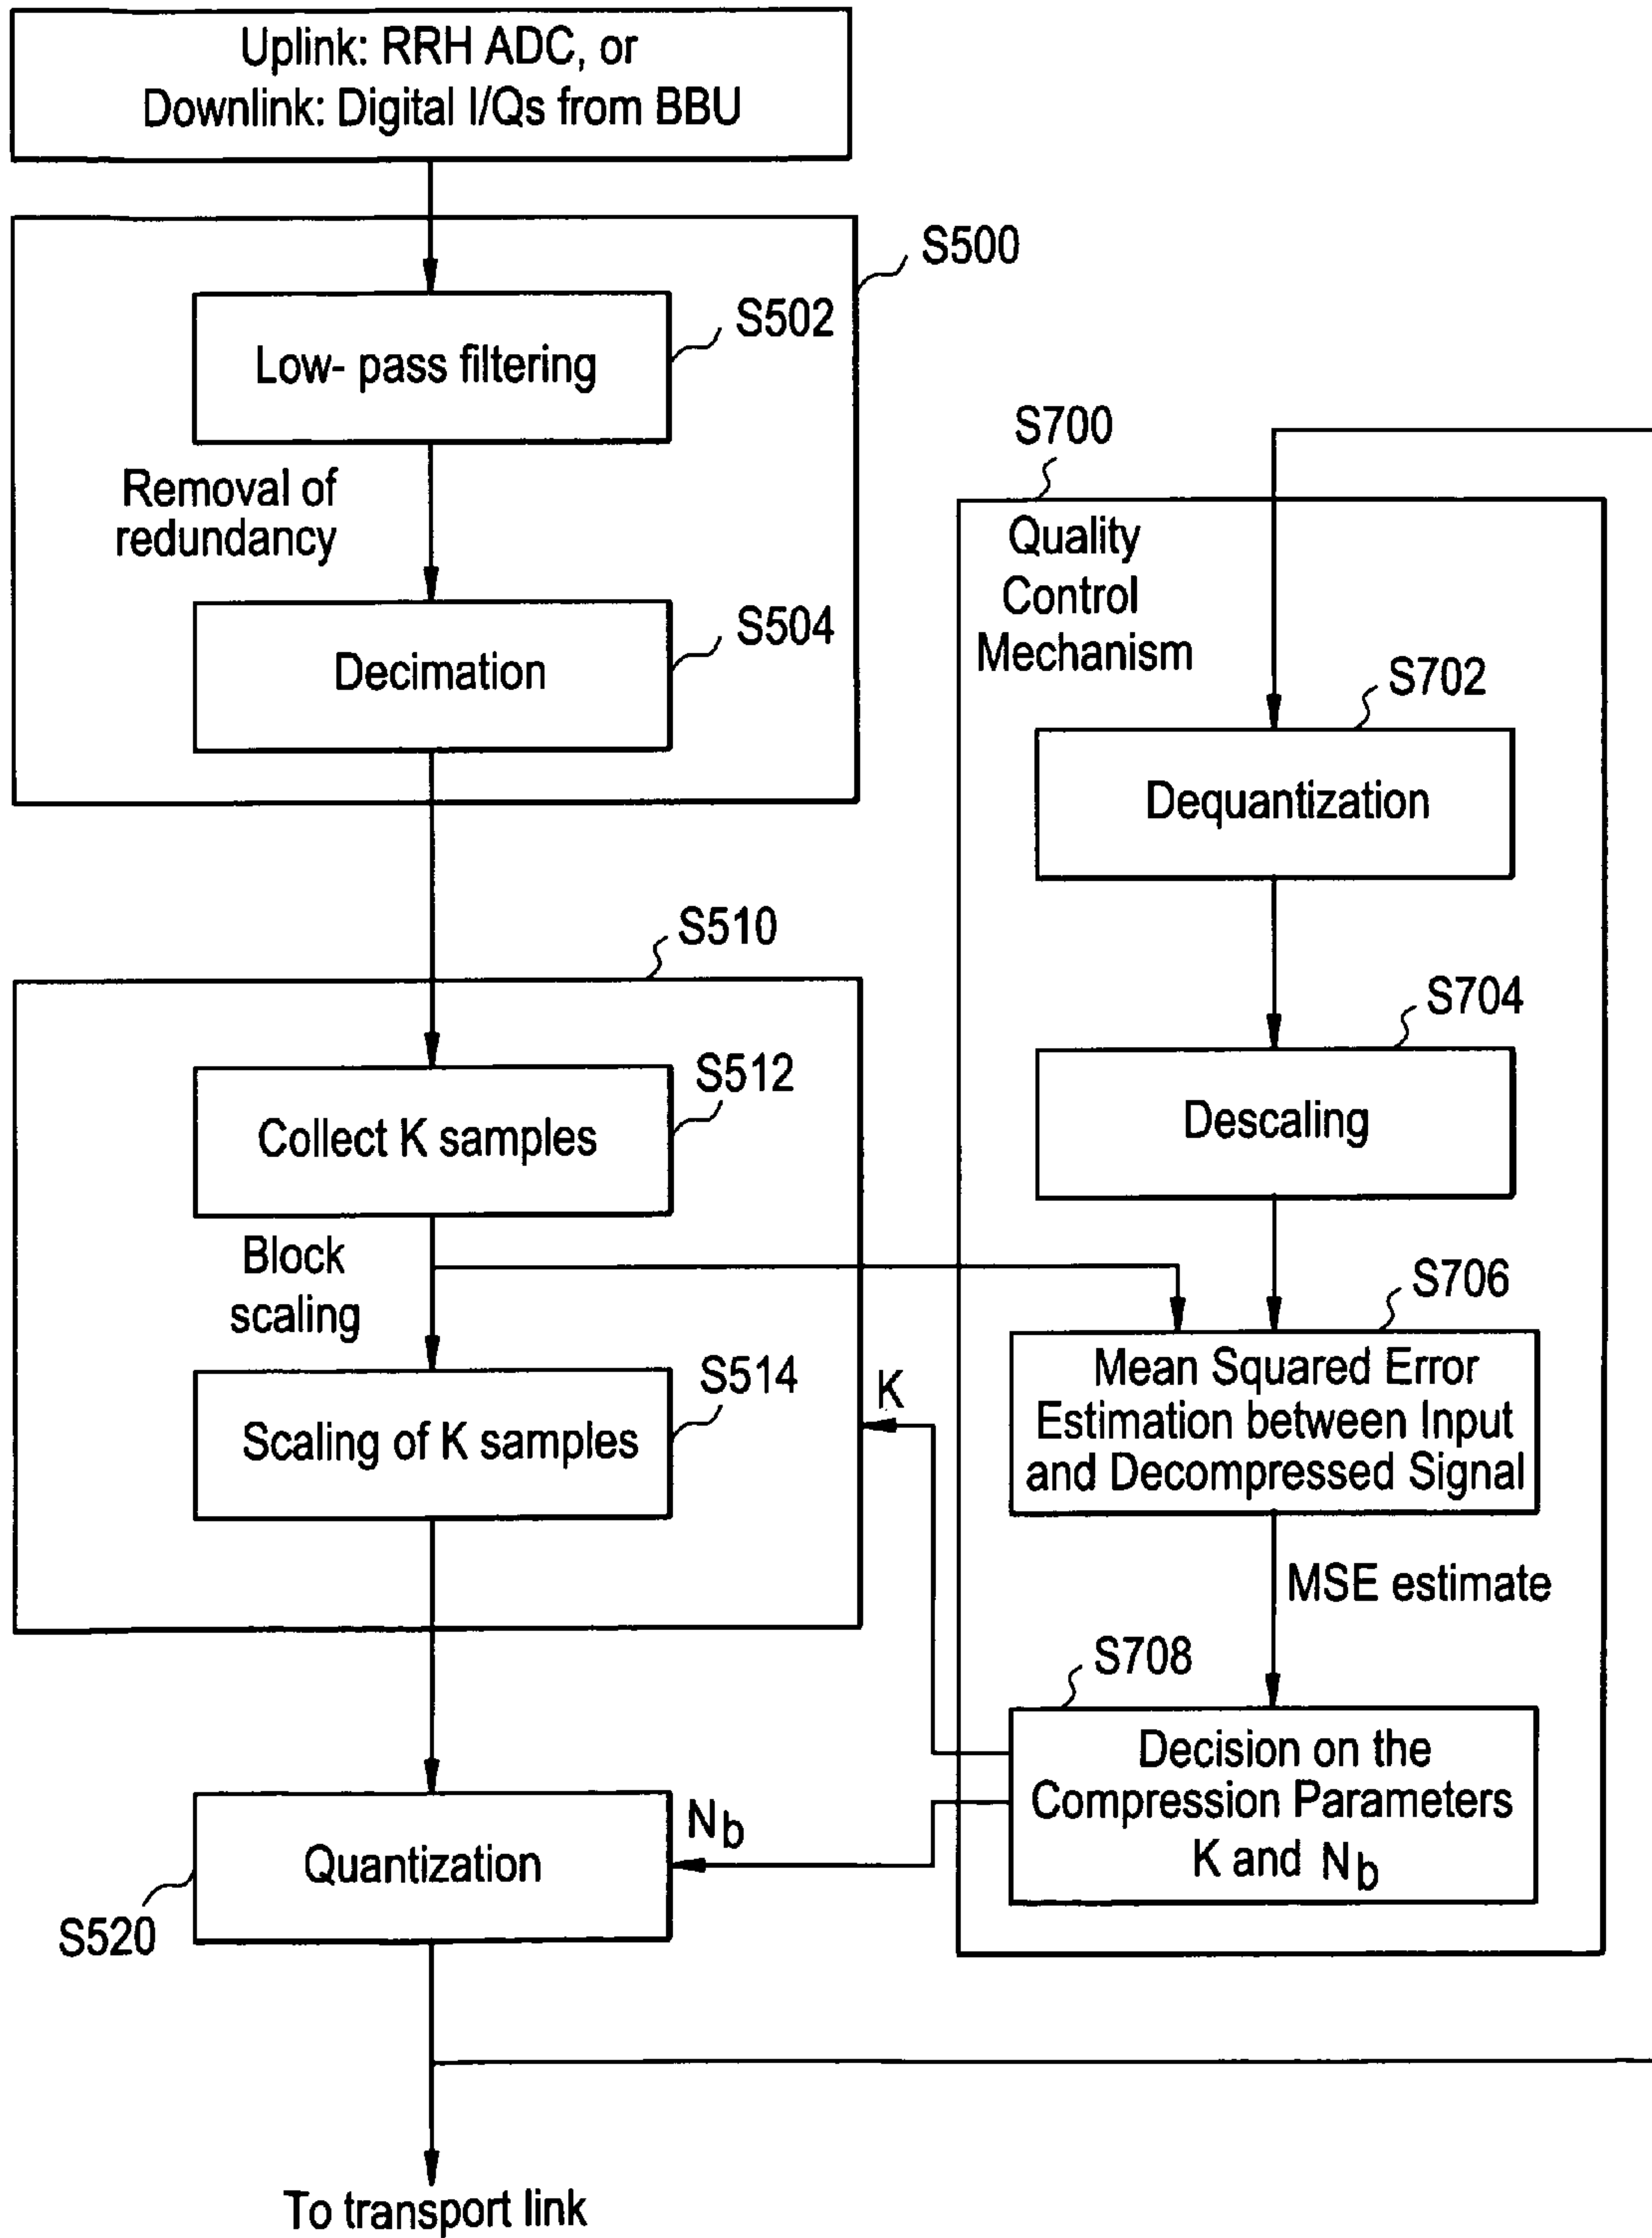 Uplink: RRH ADC, or
Downlink: Digital I/Qs from BBU
S500
S502
Low- pass filtering
Removal of
redundancy
S504
Decimation
S510
S512
Collect K samples
Block
scaling
S514
Scaling of K samples
K
Quantization
N_b
S520
To transport link
S700
Quality
Control
Mechanism
S702
Dequantization
S704
Descaling
S706
Mean Squared Error
Estimation between Input
and Decompressed Signal
MSE estimate
S708
Decision on the
Compression Parameters
K and N_b